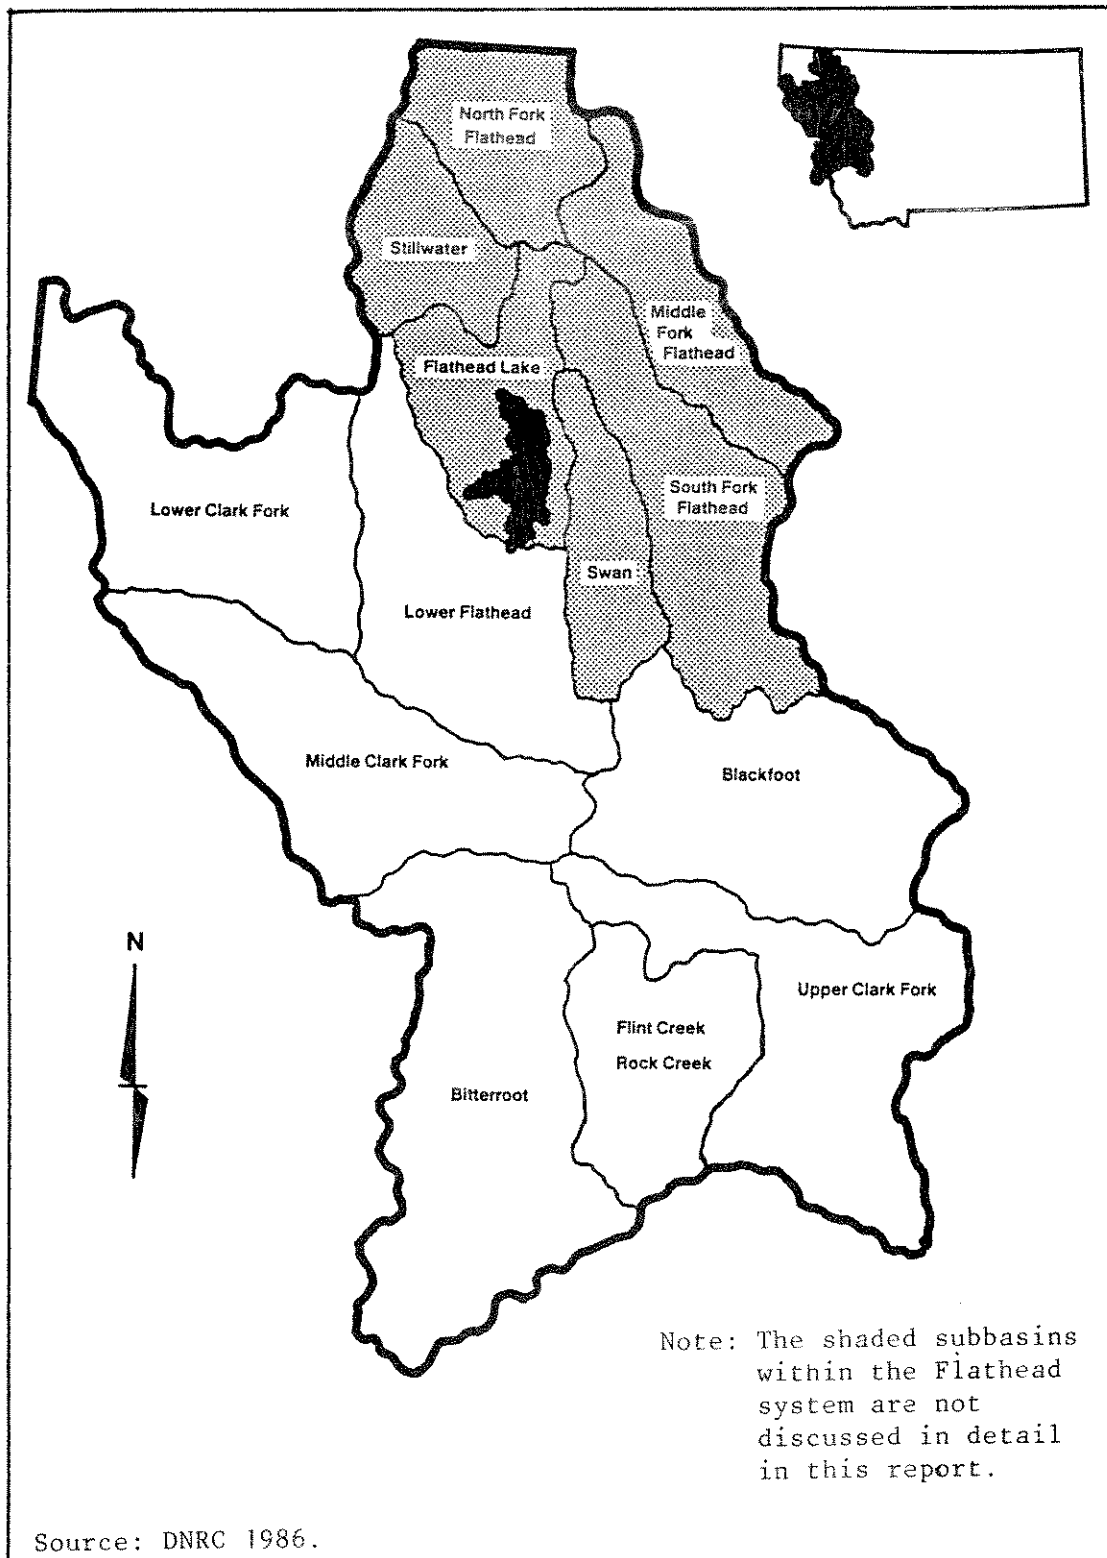 North Fork
Flathead
Stillwater
Middle
Fork
Flathead
Flathead Lake
South Fork
Flathead
Lower Clark Fork
Swan
Lower Flathead
Middle Clark Fork
Blackfoot
N
Upper Clark Fork
Flint Creek
Rock Creek
Bitterroot
Note: The shaded subbasins
within the Flathead
system are not
discussed in detail
in this report.
Source: DNRC 1986.